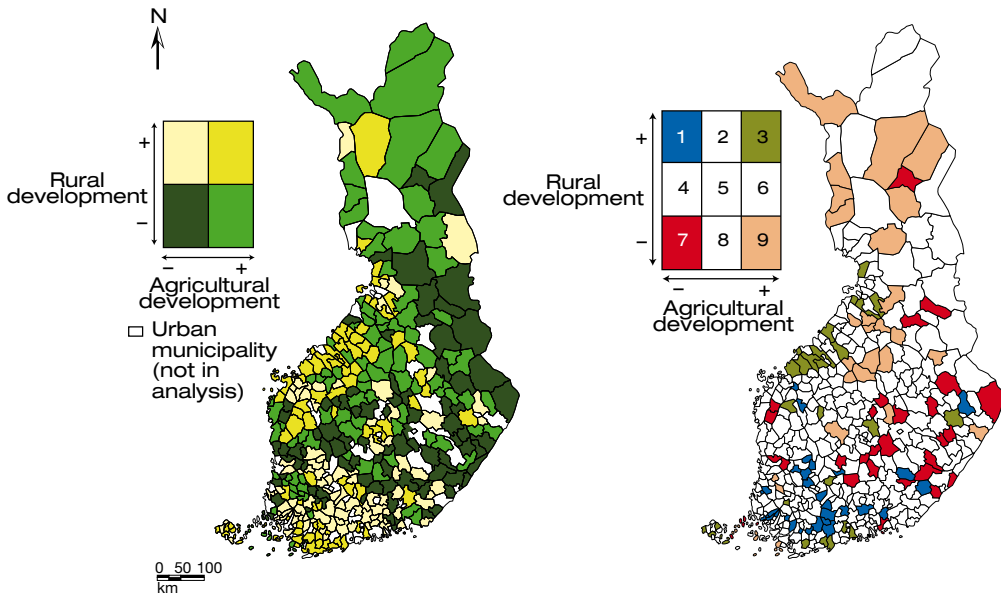 N
+
Rural
development
−
−
+
Agricultural
development
Urban
municipality
(not in
analysis)
0 50 100
km
+
1 2 3
Rural
development
4 5 6
−
7 8 9
−
+
Agricultural
development